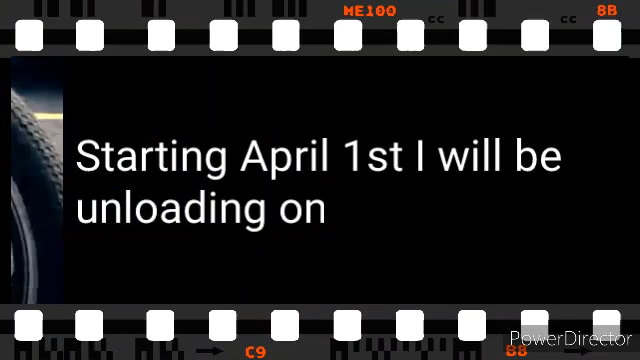 ME100
CC
CC
8B
Starting April 1st I will be
unloading on
PowerDirector
C9
B8